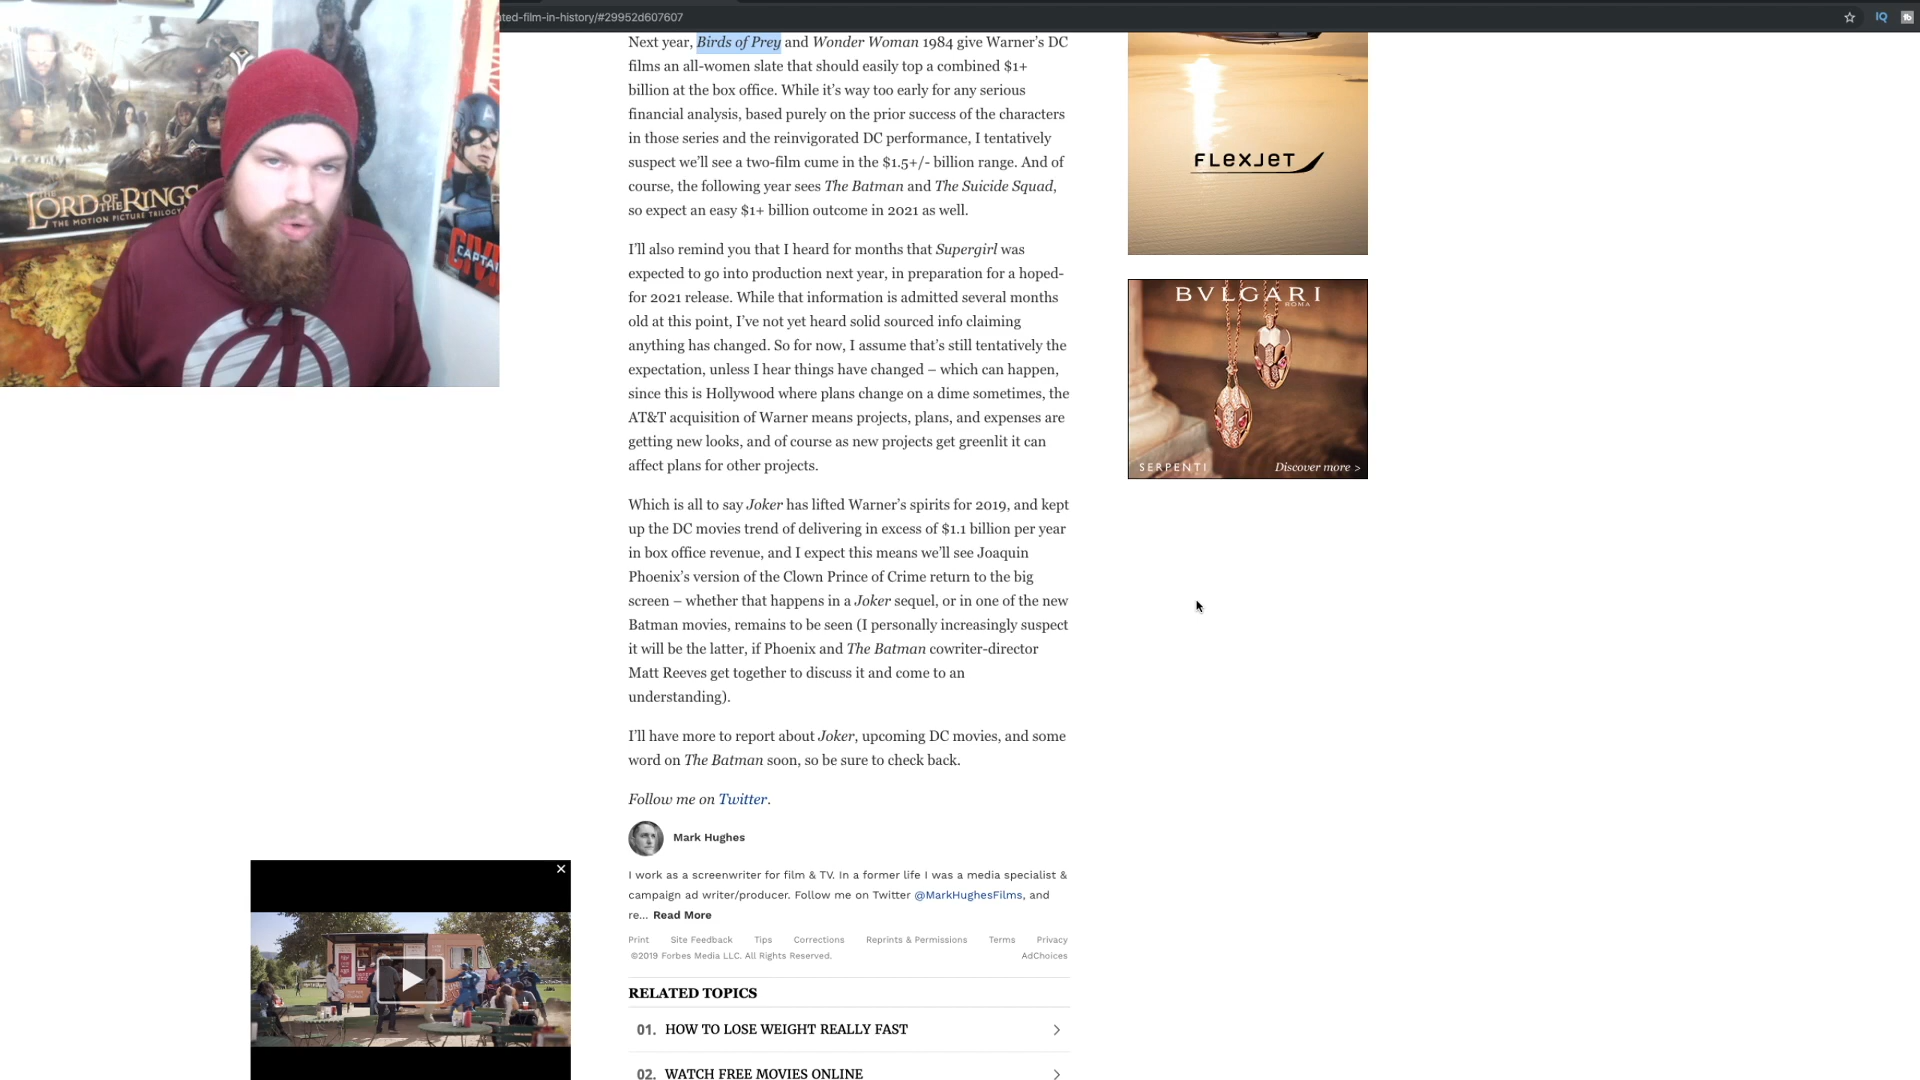 ted-film-in-history/#29952d607607
IQ
THE
LORD OF THE RINGS
THE MOTION PICTURE TRILOGY
CAPTAI
CIVI
Next year, Birds of Prey and Wonder Woman 1984 give Warner’s DC
films an all-women slate that should easily top a combined $1+
billion at the box office. While it’s way too early for any serious
financial analysis, based purely on the prior success of the characters
in those series and the reinvigorated DC performance, I tentatively
suspect we’ll see a two-film cume in the $1.5+/- billion range. And of
course, the following year sees The Batman and The Suicide Squad,
so expect an easy $1+ billion outcome in 2021 as well.
I’ll also remind you that I heard for months that Supergirl was
expected to go into production next year, in preparation for a hoped-
for 2021 release. While that information is admitted several months
old at this point, I’ve not yet heard solid sourced info claiming
anything has changed. So for now, I assume that’s still tentatively the
expectation, unless I hear things have changed – which can happen,
since this is Hollywood where plans change on a dime sometimes, the
AT&T acquisition of Warner means projects, plans, and expenses are
getting new looks, and of course as new projects get greenlit it can
affect plans for other projects.
Which is all to say Joker has lifted Warner’s spirits for 2019, and kept
up the DC movies trend of delivering in excess of $1.1 billion per year
in box office revenue, and I expect this means we’ll see Joaquin
Phoenix’s version of the Clown Prince of Crime return to the big
screen – whether that happens in a Joker sequel, or in one of the new
Batman movies, remains to be seen (I personally increasingly suspect
it will be the latter, if Phoenix and The Batman cowriter-director
Matt Reeves get together to discuss it and come to an
understanding).
I’ll have more to report about Joker, upcoming DC movies, and some
word on The Batman soon, so be sure to check back.
Follow me on Twitter.
Mark Hughes
I work as a screenwriter for film & TV. In a former life I was a media specialist &
campaign ad writer/producer. Follow me on Twitter @MarkHughesFilms, and
re... Read More
Print Site Feedback Tips Corrections Reprints & Permissions Terms Privacy
©2019 Forbes Media LLC. All Rights Reserved. AdChoices
RELATED TOPICS
01. HOW TO LOSE WEIGHT REALLY FAST
02. WATCH FREE MOVIES ONLINE
FLEXJET
BVLGARI
ROMA
SERPENTI Discover more >